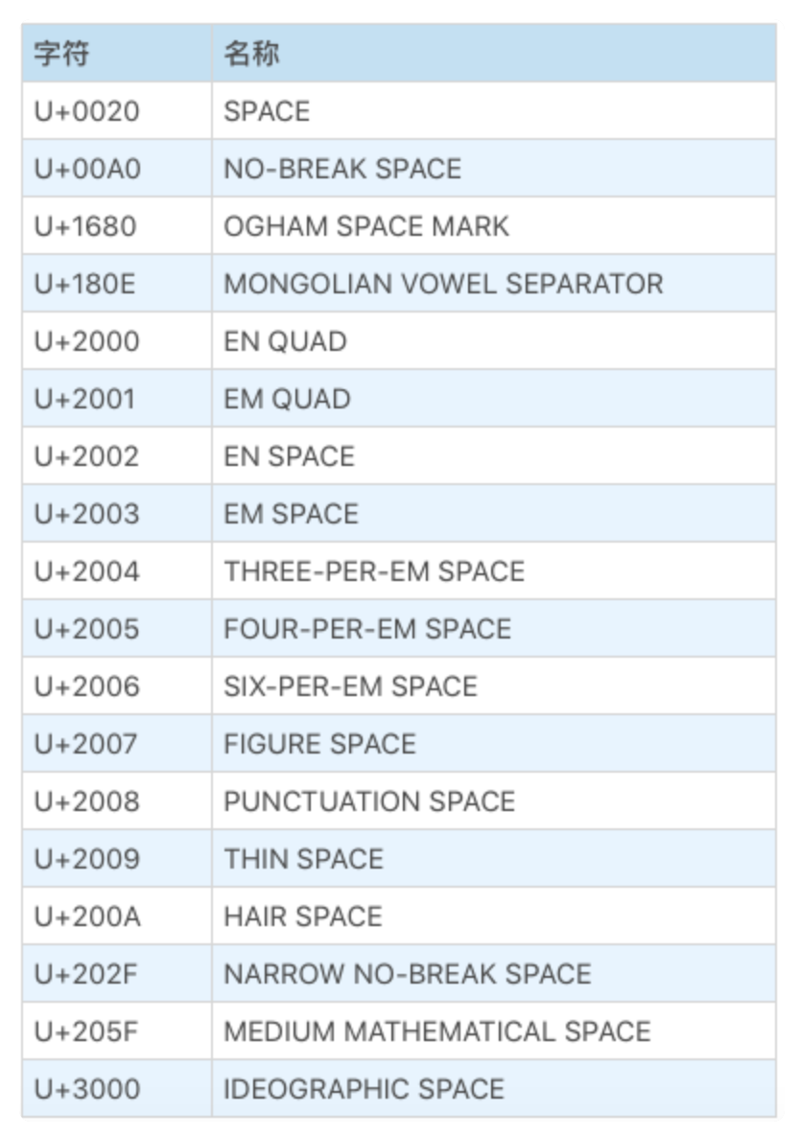 字符 名称
U+0020 SPACE
U+00A0 NO-BREAK SPACE
U+1680 OGHAM SPACE MARK
U+180E MONGOLIAN VOWEL SEPARATOR
U+2000 EN QUAD
U+2001 EM QUAD
U+2002 EN SPACE
U+2003 EM SPACE
U+2004 THREE-PER-EM SPACE
U+2005 FOUR-PER-EM SPACE
U+2006 SIX-PER-EM SPACE
U+2007 FIGURE SPACE
U+2008 PUNCTUATION SPACE
U+2009 THIN SPACE
U+200A HAIR SPACE
U+202F NARROW NO-BREAK SPACE
U+205F MEDIUM MATHEMATICAL SPACE
U+3000 IDEOGRAPHIC SPACE